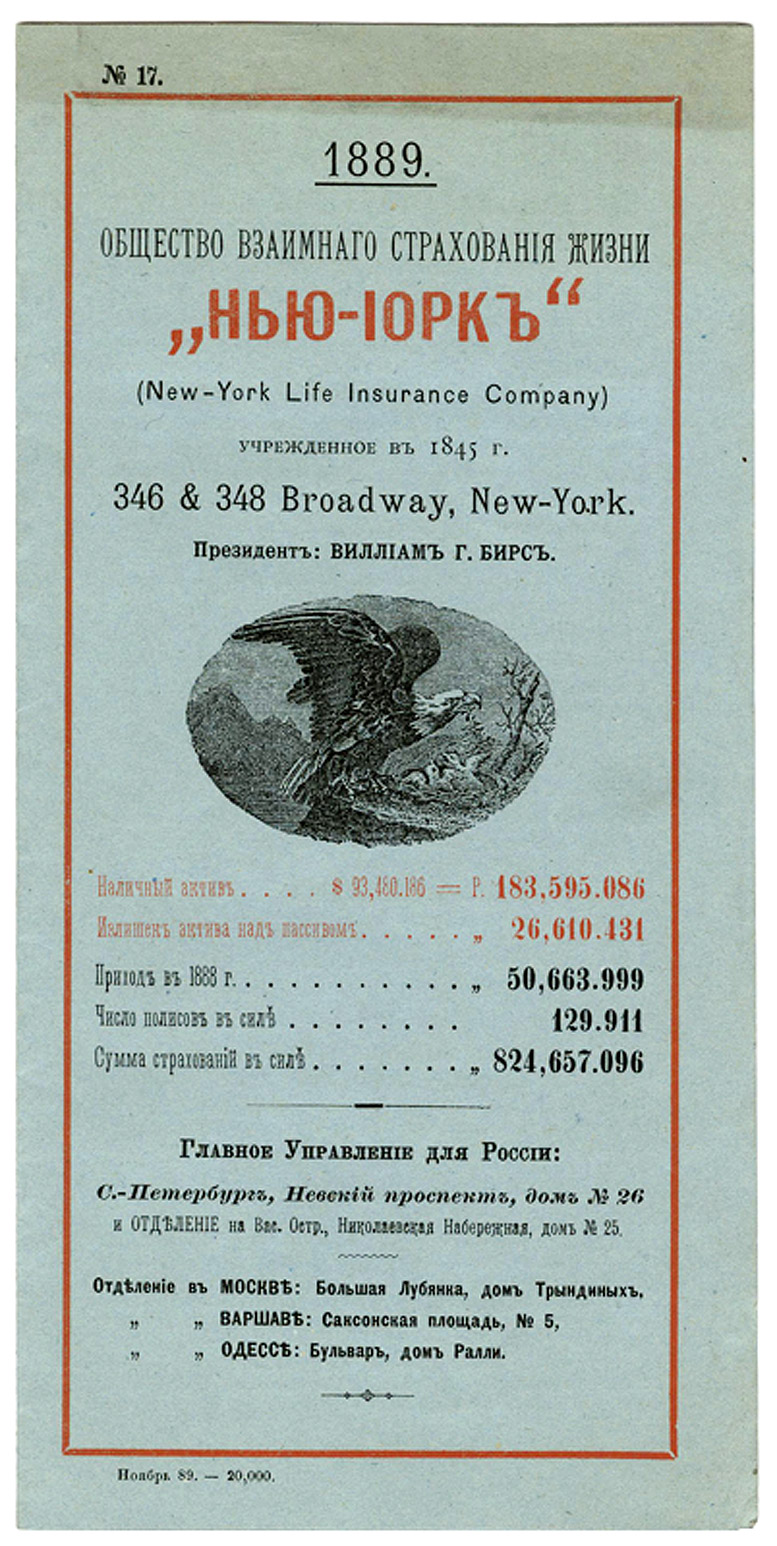 № 17.
1889.
ОБЩЕСТВО ВЗАИМНАГО СТРАХОВАНІЯ ЖИЗНИ
„НЬЮ-ІОРКЪ“
(New-York Life Insurance Company)
УЧРЕЖДЕННОЕ ВЪ 1845 Г.
346 & 348 Broadway, New-York.
Президентъ: ВИЛЛІАМЪ Г. БИРСЪ.
Наличный активъ. . . . $ 93,480.186 = Р. 183,595.086
Излишекъ актива надъ пассивомъ. . . . . . „ 26,610.431
Приходъ въ 1888 г. . . . . . . . . . . . . „ 50,663.999
Число полисовъ въ силѣ . . . . . . . . 129.911
Сумма страхованій въ силѣ . . . . . . . . „ 824,657.096
Главное Управленіе для Россіи:
С.-Петербургъ, Невскій проспектъ, домъ № 26
и ОТДѢЛЕНІЕ на Вас. Остр., Николаевская Набережная, домъ № 25.
Отдѣленіе въ МОСКВѢ: Большая Лубянка, домъ Трындиныхъ,
„ „ ВАРШАВѢ: Саксонская площадь, № 5,
„ „ ОДЕССѢ: Бульваръ, домъ Ралли.
Ноябрь 89. — 20,000.